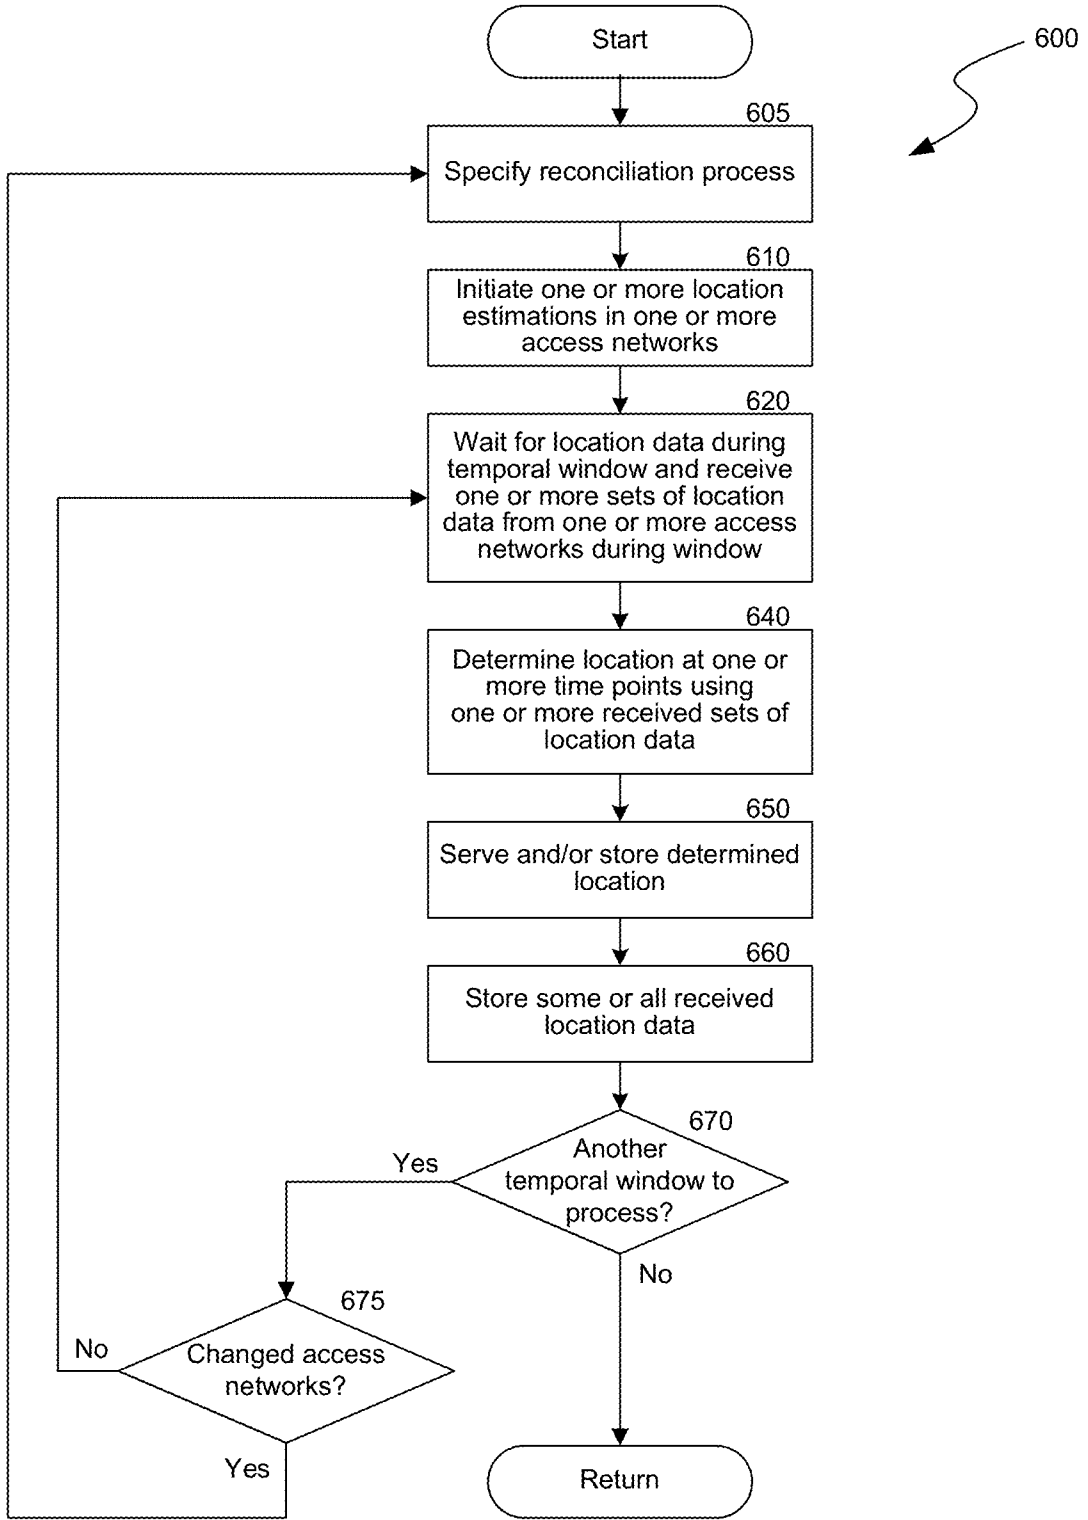 Start
600
605
Specify reconciliation process
610
Initiate one or more location
estimations in one or more
access networks
620
Wait for location data during
temporal window and receive
one or more sets of location
data from one or more access
networks during window
640
Determine location at one or
more time points using
one or more received sets of
location data
650
Serve and/or store determined
location
660
Store some or all received
location data
670
Another
temporal window to
process?
Yes
No
675
Changed access
networks?
No
Yes
Return